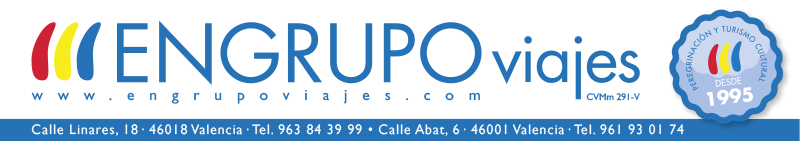 ENGRUPO viajes
www.engrupoviajes.com
CVMm 291-V
PEREGRINACIÓN Y TURISMO CULTURAL
DESDE
1995
Calle Linares, 18 · 46018 Valencia · Tel. 963 84 39 99 • Calle Abat, 6 · 46001 Valencia · Tel. 961 93 01 74